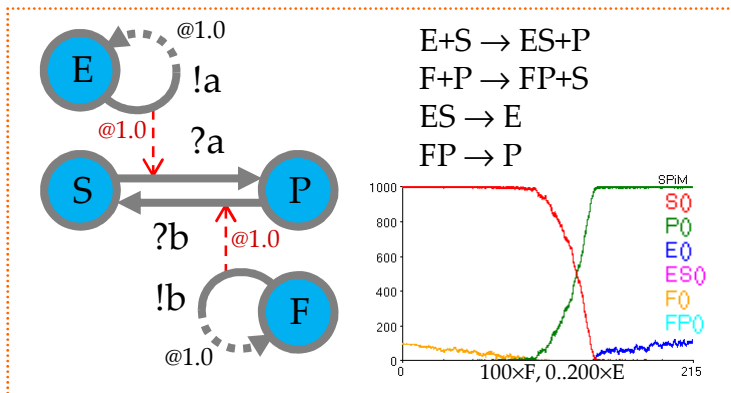 @1.0
E
!a
@1.0
?a
S
P
?b
@1.0
!b
F
@1.0
E+S → ES+P
F+P → FP+S
ES → E
FP → P
SPiM
1000
800
600
400
200
0
S()
P()
E()
ES()
F()
FP()
0
100×F, 0..200×E
215